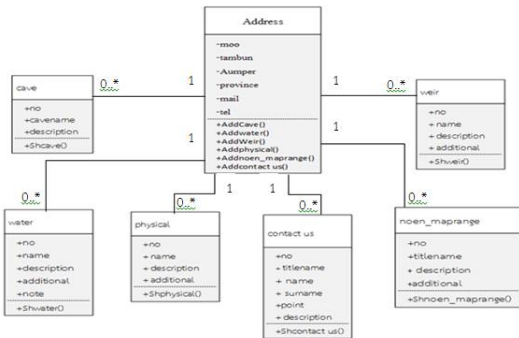 Address
-moo
-tambun
-Aumper
-province
-mail
-tel
+AddCave()
+Addwater()
+AddWeir()
+Addphysical()
+Addnoen_maprange()
+Addcontact us()
cave
+no
+cavename
+description
+Shcave()
0..*
1
1
0..*
weir
+no
+ name
+ description
+ additional
+Shweir()
1
0..*
1
0..*
water
+no
+name
+description
+additional
+note
+Shwater()
1
0..*
physical
+no
+ name
+ description
+ additional
+Shphysical()
1
0..*
contact us
+no
+ titlename
+ name
+ surname
+point
+ description
+Shcontact us()
noen_maprange
+no
+titlename
+ description
+additional
+Shnoen_maprange()